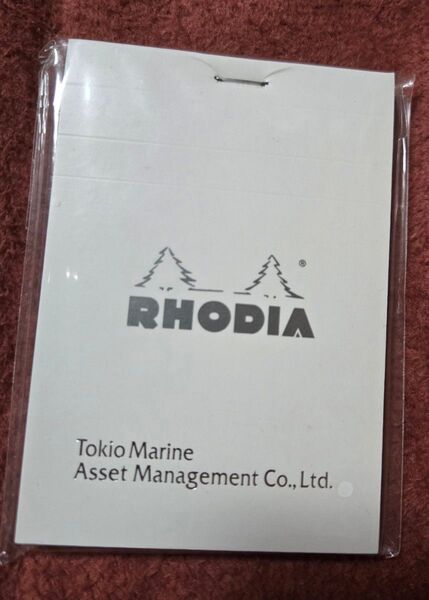 ®
RHODIA
Tokio Marine
Asset Management Co., Ltd.